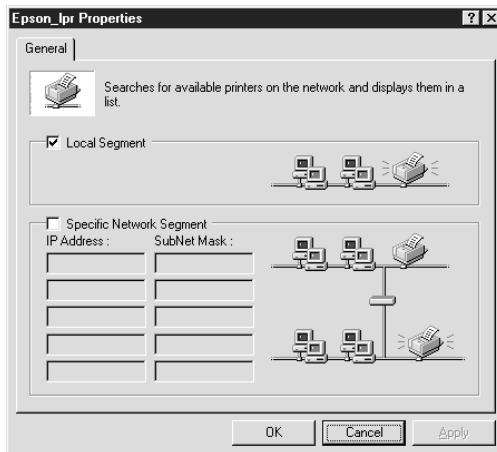 Epson_lpr Properties
General
Searches for available printers on the network and displays them in a
list.
Local Segment
Specific Network Segment
IP Address : SubNet Mask :
OK Cancel Apply